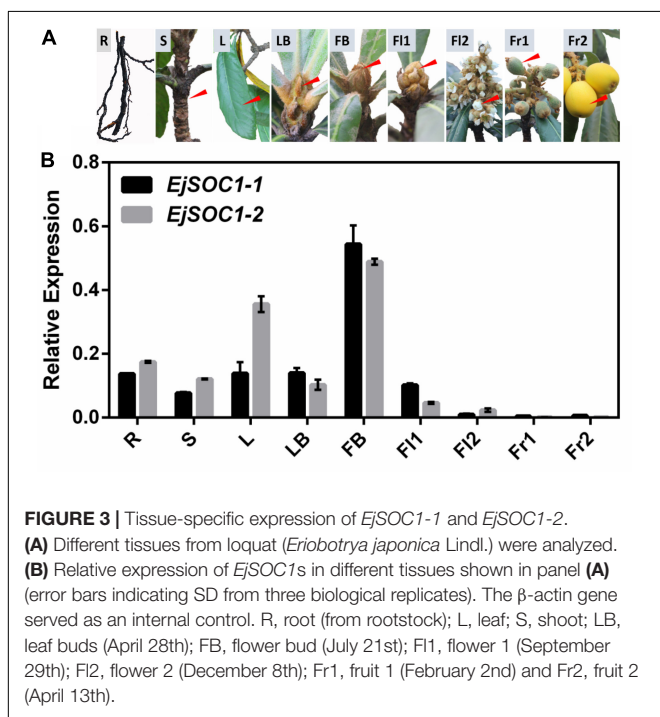 A
R S L LB FB Fl1 Fl2 Fr1 Fr2
B
EjSOC1-1
EjSOC1-2
Relative Expression
0.8
0.6
0.4
0.2
0.0
R S L LB FB Fl1 Fl2 Fr1 Fr2
FIGURE 3 | Tissue-specific expression of EjSOC1-1 and EjSOC1-2.
(A) Different tissues from loquat (Eriobotrya japonica Lindl.) were analyzed.
(B) Relative expression of EjSOC1s in different tissues shown in panel (A)
(error bars indicating SD from three biological replicates). The β-actin gene
served as an internal control. R, root (from rootstock); L, leaf; S, shoot; LB,
leaf buds (April 28th); FB, flower bud (July 21st); Fl1, flower 1 (September
29th); Fl2, flower 2 (December 8th); Fr1, fruit 1 (February 2nd) and Fr2, fruit 2
(April 13th).